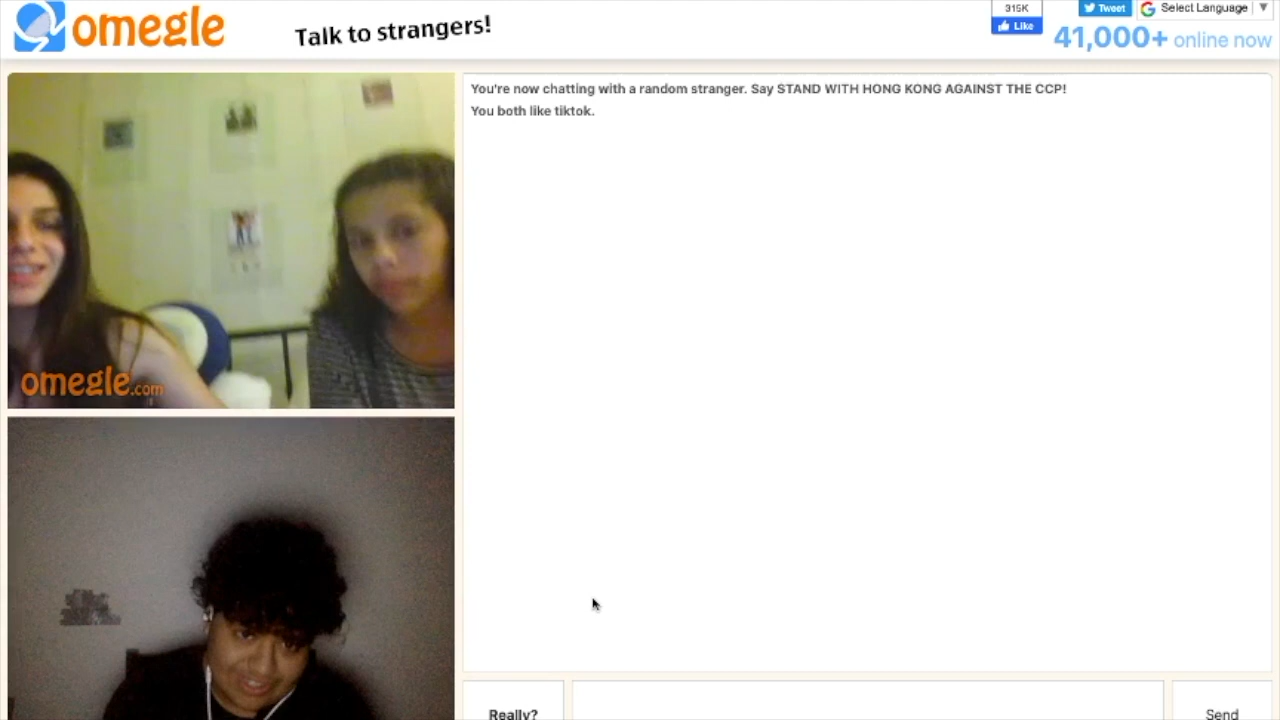 omegle
Talk to strangers!
315K
Like
Tweet
Select Language
41,000+ online now
You're now chatting with a random stranger. Say STAND WITH HONG KONG AGAINST THE CCP!
You both like tiktok.
omegle.com
Really?
Send